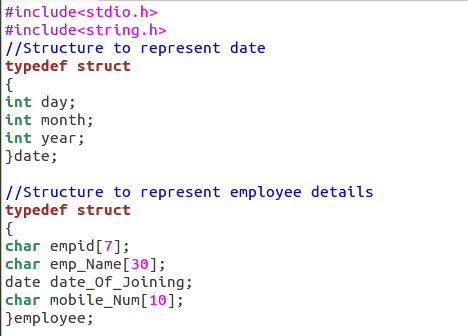 #include<stdio.h>
#include<string.h>
//Structure to represent date
typedef struct
{
int day;
int month;
int year;
}date;

//Structure to represent employee details
typedef struct
{
char empid[7];
char emp_Name[30];
date date_Of_Joining;
char mobile_Num[10];
}employee;